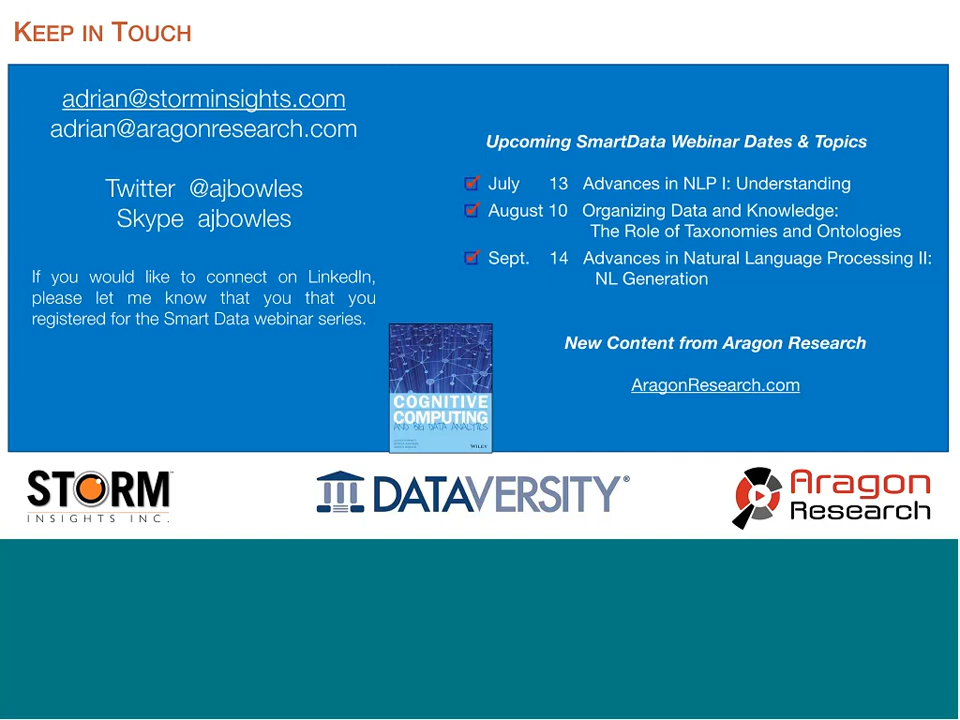 KEEP IN TOUCH
adrian@storminsights.com
adrian@aragonresearch.com
Twitter @ajbowles
Skype ajbowles
If you would like to connect on LinkedIn,
please let me know that you that you
registered for the Smart Data webinar series.
Upcoming SmartData Webinar Dates & Topics
July 13 Advances in NLP I: Understanding
August 10 Organizing Data and Knowledge:
The Role of Taxonomies and Ontologies
Sept. 14 Advances in Natural Language Processing II:
NL Generation
New Content from Aragon Research
AragonResearch.com
COGNITIVE
COMPUTING
AND BIG DATA ANALYTICS
WILEY
STORM
INSIGHTS INC.
DATAVERSITY®
Aragon
Research